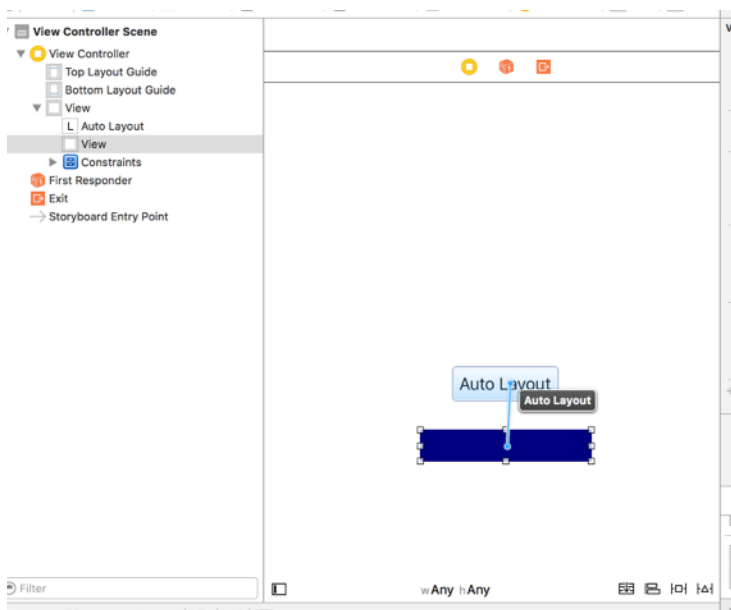 View Controller Scene
View Controller
Top Layout Guide
Bottom Layout Guide
View
L Auto Layout
View
Constraints
First Responder
Exit
Storyboard Entry Point
Auto Layout
Auto Layout
Filter
wAny hAny